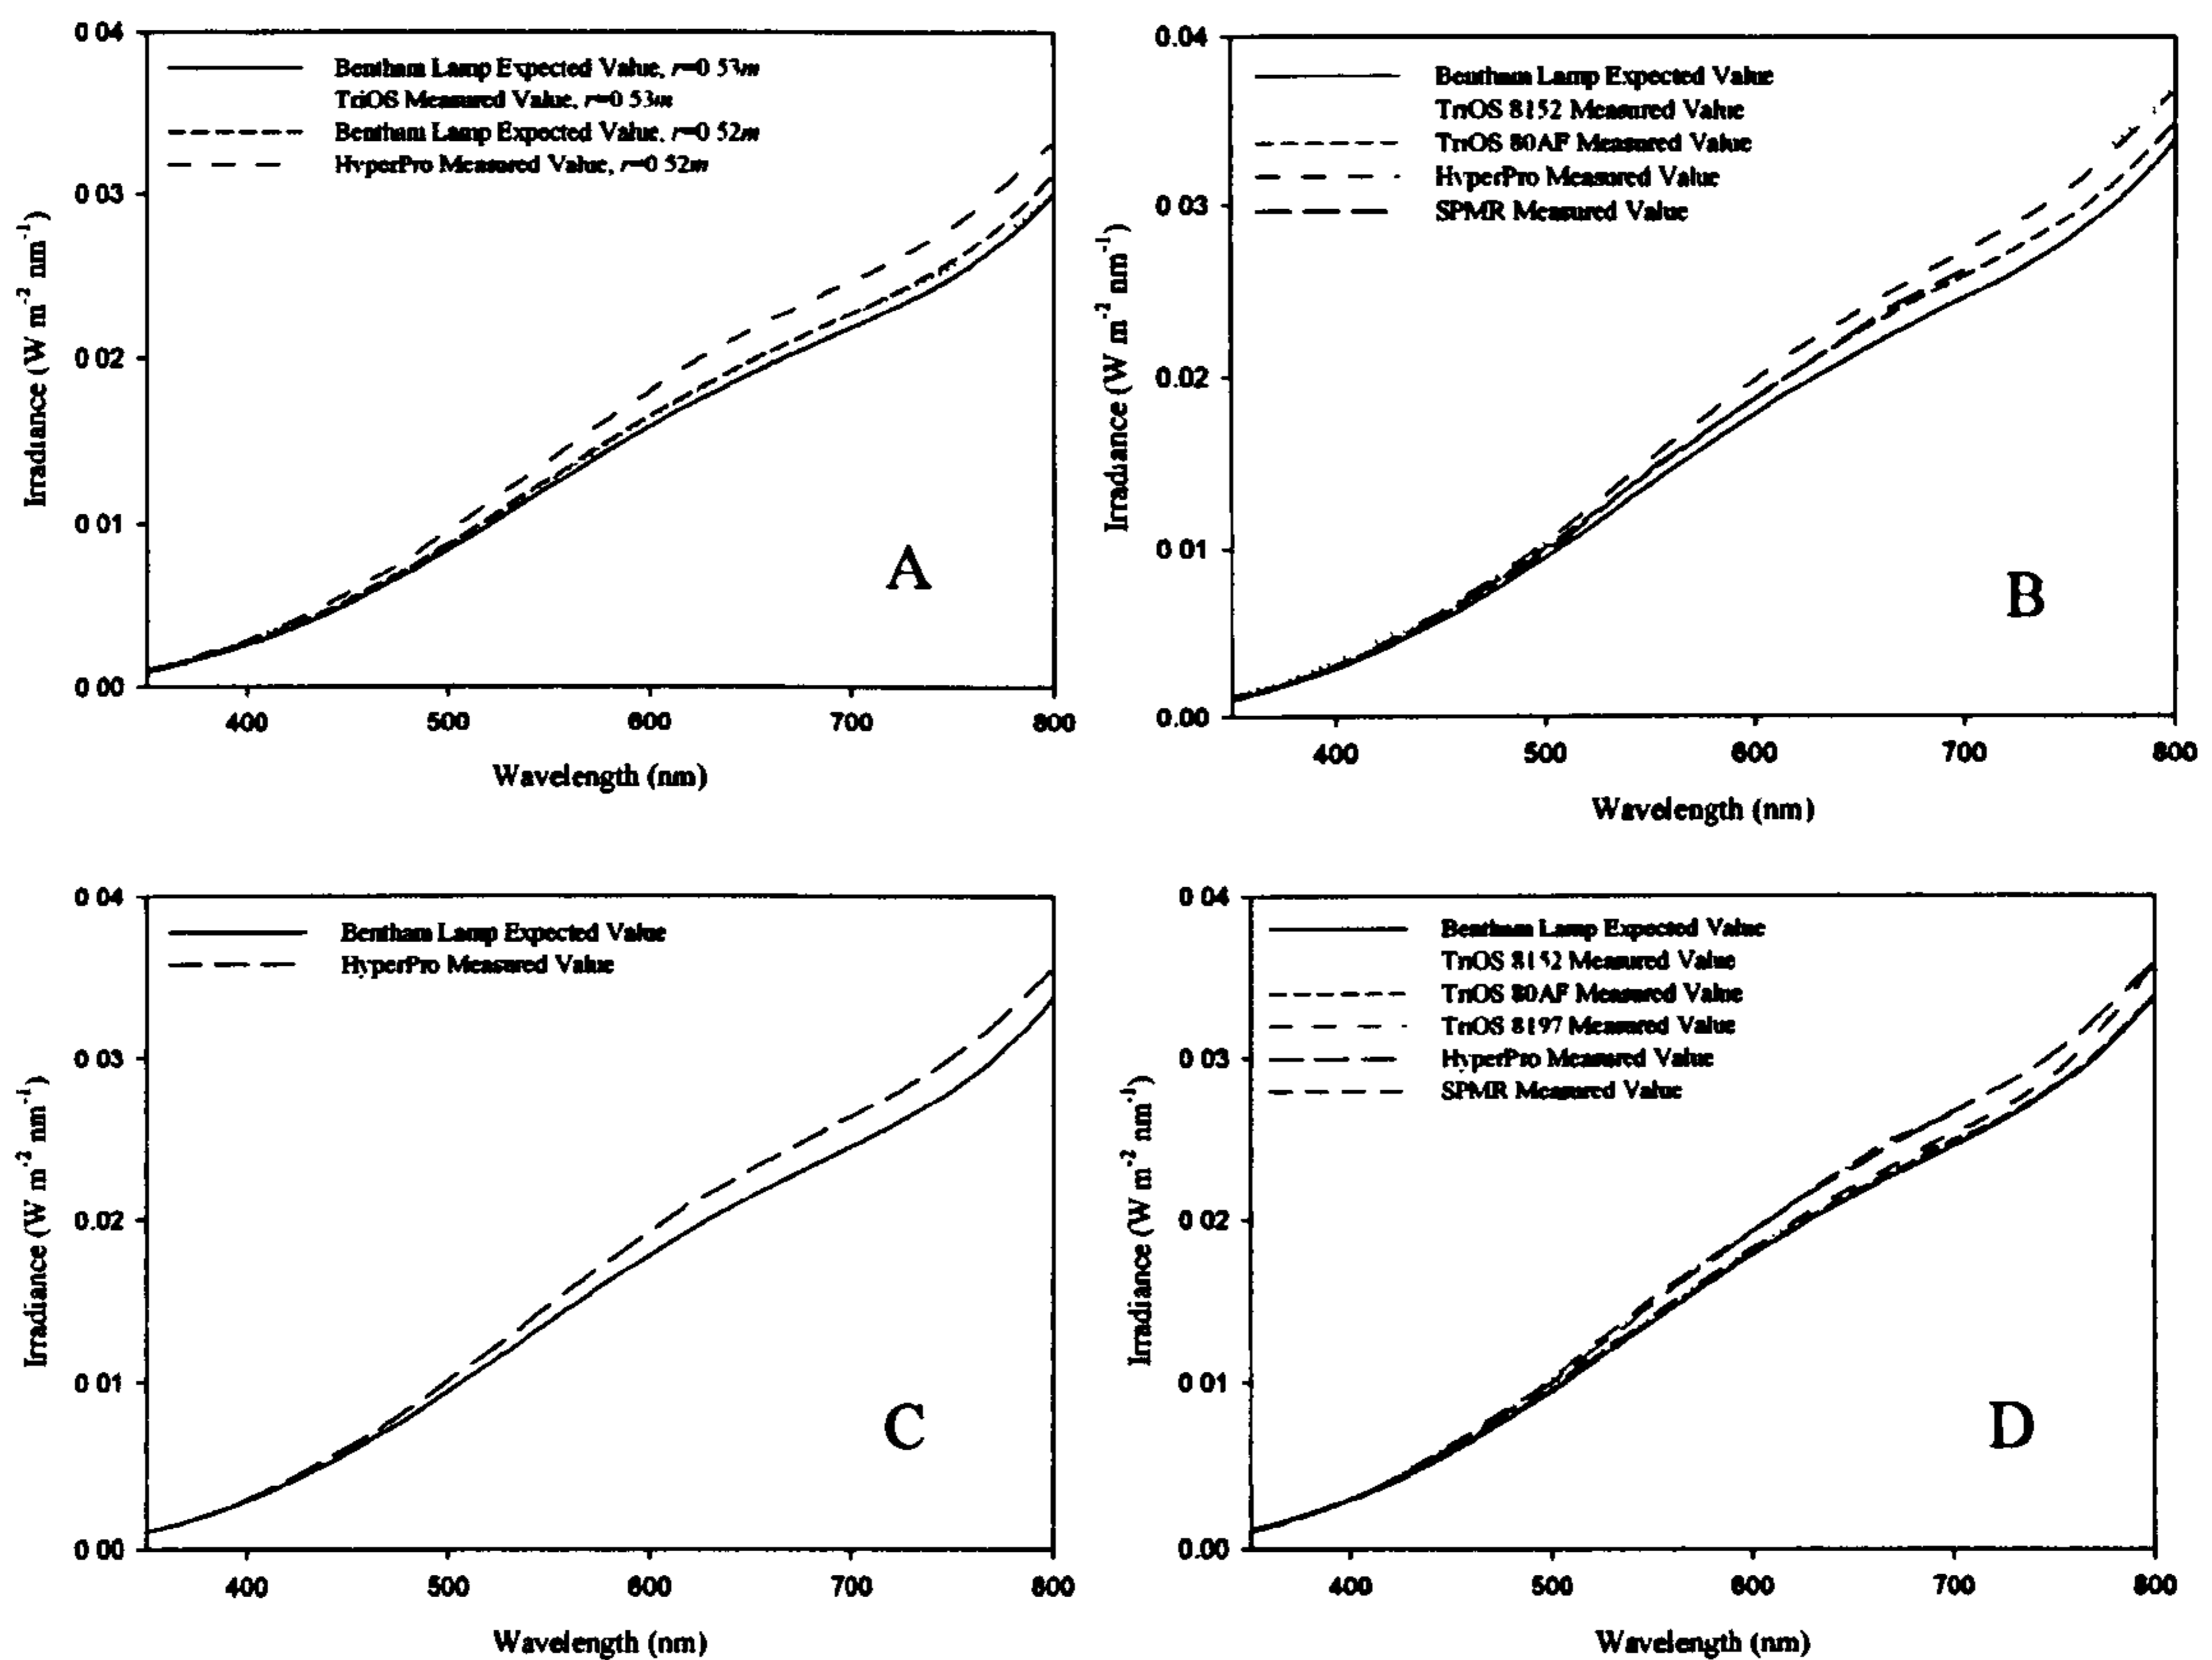 0 04
0 03
0 02
0 01
0 00
Irradiance (W m-2 nm-1)
Bentham Lamp Expected Value, r=0 53m
TriOS Measured Value, r=0 53m
Bentham Lamp Expected Value, r=0 52m
HyperPro Measured Value, r=0 52m
A
400 500 600 700 800
Wavelength (nm)
0.04
0 03
0.02
0 01
0.00
Irradiance (W m-2 nm-1)
Bentham Lamp Expected Value
TriOS 8152 Measured Value
TriOS 80AF Measured Value
HyperPro Measured Value
SPMR Measured Value
B
400 500 600 700 800
Wavelength (nm)
0 04
0 03
0.02
0 01
0 00
Irradiance (W m-2 nm-1)
Bentham Lamp Expected Value
HyperPro Measured Value
C
400 500 600 700 800
Wavelength (nm)
0 04
0 03
0 02
0 01
0.00
Irradiance (W m-2 nm-1)
Bentham Lamp Expected Value
TriOS 8152 Measured Value
TriOS 80AF Measured Value
TriOS 8197 Measured Value
HyperPro Measured Value
SPMR Measured Value
D
400 500 600 700 800
Wavelength (nm)